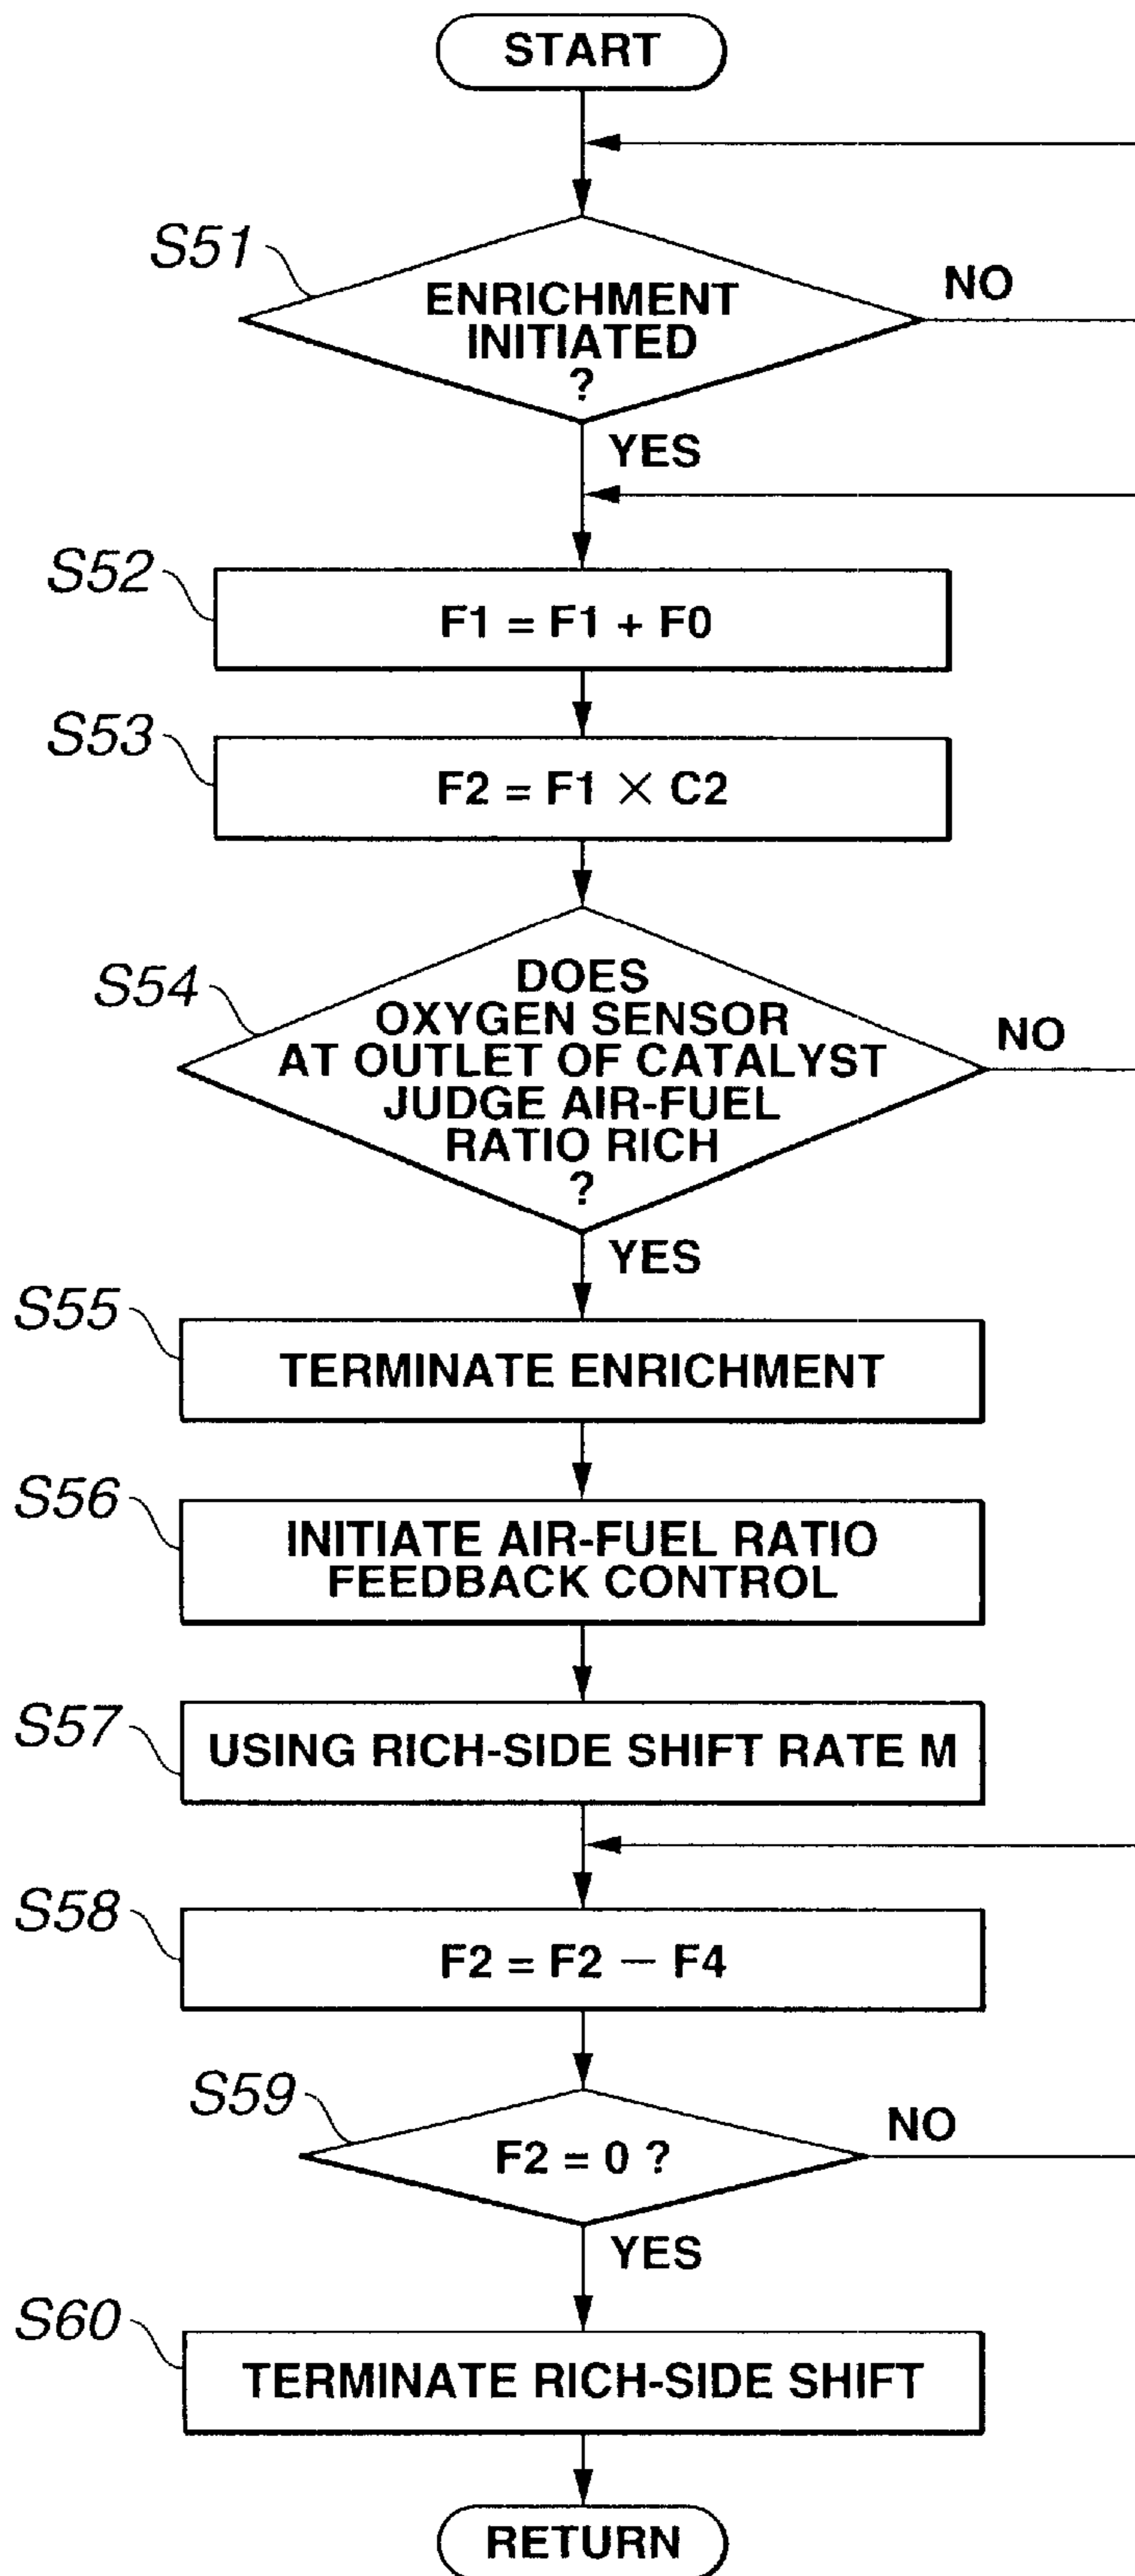 START
S51
ENRICHMENT
INITIATED
?
NO
YES
S52
F1 = F1 + F0
S53
F2 = F1 × C2
S54
DOES
OXYGEN SENSOR
AT OUTLET OF CATALYST
JUDGE AIR-FUEL
RATIO RICH
?
NO
YES
S55
TERMINATE ENRICHMENT
S56
INITIATE AIR-FUEL RATIO
FEEDBACK CONTROL
S57
USING RICH-SIDE SHIFT RATE M
S58
F2 = F2 — F4
S59
F2 = 0 ?
NO
YES
S60
TERMINATE RICH-SIDE SHIFT
RETURN